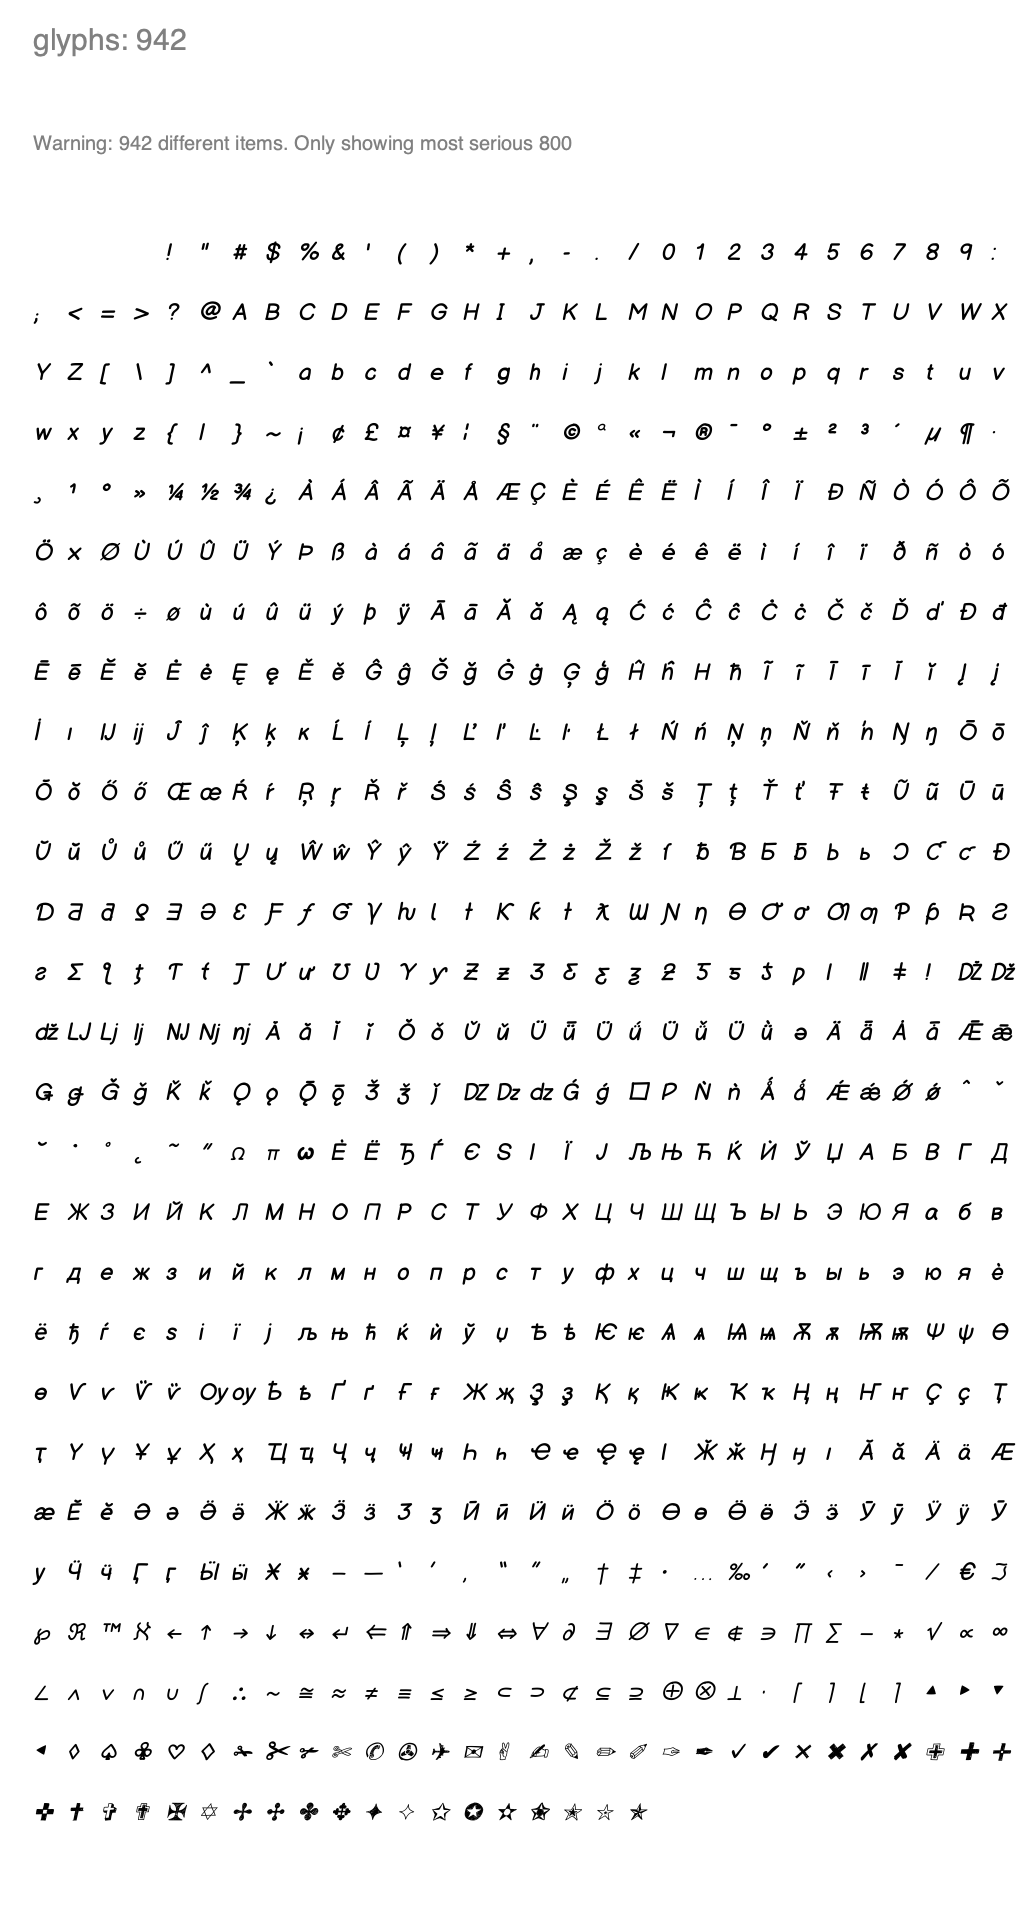 glyphs: 942
Warning: 942 different items. Only showing most serious 800
! " # $ % & ' ( ) * + , - . / 0 1 2 3 4 5 6 7 8 9 :
; < = > ? @ A B C D E F G H I J K L M N O P Q R S T U V W X
Y Z [ \ ] ^ _ ` a b c d e f g h i j k l m n o p q r s t u v
w x y z { | } ~ ¡ ¢ £ ¤ ¥ ¦ § ¨ © ª « ¬ ® ¯ ° ± ² ³ ´ µ ¶ ·
¸ ¹ º » ¼ ½ ¾ ¿ À Á Â Ã Ä Å Æ Ç È É Ê Ë Ì Í Î Ï Ð Ñ Ò Ó Ô Õ
Ö × Ø Ù Ú Û Ü Ý Þ ß à á â ã ä å æ ç è é ê ë ì í î ï ð ñ ò ó
ô õ ö ÷ ø ù ú û ü ý þ ÿ Ā ā Ă ă Ą ą Ć ć Ĉ ĉ Ċ ċ Č č Ď ď Đ đ
Ē ē Ĕ ĕ Ė ė Ę ę Ě ě Ĝ ĝ Ğ ğ Ġ ġ Ģ ģ Ĥ ĥ Ħ ħ Ĩ ĩ Ī ī Ĭ ĭ Į į
İ ı Ĳ ĳ Ĵ ĵ Ķ ķ ĸ Ĺ ĺ Ļ ļ Ľ ľ Ŀ ŀ Ł ł Ń ń Ņ ņ Ň ň ŉ Ŋ ŋ Ō ō
Ŏ ŏ Ő ő Œ œ Ŕ ŕ Ŗ ŗ Ř ř Ś ś Ŝ ŝ Ş ş Š š Ţ ţ Ť ť Ŧ ŧ Ũ ũ Ū ū
Ŭ ŭ Ů ů Ű ű Ų ų Ŵ ŵ Ŷ ŷ Ÿ Ź ź Ż ż Ž ž ſ ƀ Ɓ Ƃ ƃ Ƅ ƅ Ɔ Ƈ ƈ Ɖ
Ɗ Ƌ ƌ ƍ Ǝ Ə Ɛ Ƒ ƒ Ɠ Ɣ ƕ Ɩ Ɨ Ƙ ƙ ƚ ƛ Ɯ Ɲ ƞ Ɵ Ơ ơ Ƣ ƣ Ƥ ƥ Ʀ Ƨ
ƨ Ʃ ƪ ƫ Ƭ ƭ Ʈ Ư ư Ʊ Ʋ Ƴ ƴ Ƶ ƶ Ʒ Ƹ ƹ ƺ ƻ Ƽ ƽ ƾ ƿ ǀ ǁ ǂ ǃ Ǆ ǅ
ǆ Ǉ ǈ ǉ Ǌ ǋ ǌ Ǎ ǎ Ǐ ǐ Ǒ ǒ Ǔ ǔ Ǖ ǖ Ǘ ǘ Ǚ ǚ Ǜ ǜ ǝ Ǟ ǟ Ǡ ǡ Ǣ ǣ
Ǥ ǥ Ǧ ǧ Ǩ ǩ Ǫ ǫ Ǭ ǭ Ǯ ǯ ǰ Ǳ ǲ ǳ Ǵ ǵ Ƿ Ǹ ǹ Ǻ ǻ Ǽ ǽ Ǿ ǿ ˆ ˇ
˘ ˙ ˚ ˛ ˜ ˝ Ω π ω Ѐ Ё Ђ Ѓ Є Ѕ І Ї Ј Љ Њ Ћ Ќ Ѝ Ў Џ А Б В Г Д
Е Ж З И Й К Л М Н О П Р С Т У Ф Х Ц Ч Ш Щ Ъ Ы Ь Э Ю Я а б в
г д е ж з и й к л м н о п р с т у ф х ц ч ш щ ъ ы ь э ю я ѐ
ё ђ ѓ є ѕ і ї ј љ њ ћ ќ ѝ ў џ Ѣ ѣ Ѥ ѥ Ѧ ѧ Ѩ ѩ Ѫ ѫ Ѭ ѭ Ѱ ѱ Ѳ
ѳ Ѵ ѵ Ѷ ѷ Ѹ ѹ Ҍ ҍ Ґ ґ Ғ ғ Җ җ Ҙ ҙ Қ қ Ҝ ҝ Ҡ ҡ Ң ң Ҥ ҥ Ҫ ҫ Ҭ
ҭ Ү ү Ұ ұ Ҳ ҳ Ҵ ҵ Ҷ ҷ Ҹ ҹ Һ һ Ҽ ҽ Ҿ ҿ Ӏ Ӂ ӂ Ӈ ӈ ӏ Ӑ ӑ Ӓ ӓ Ӕ
ӕ Ӗ ӗ Ә ә Ӛ ӛ Ӝ ӝ Ӟ ӟ Ӡ ӡ Ӣ ӣ Ӥ ӥ Ӧ ӧ Ө ө Ӫ ӫ Ӭ ӭ Ӯ ӯ Ӱ ӱ Ӳ
у Ӵ ӵ Ӷ ӷ Ӹ ӹ Ӿ ӿ – — ‘ ’ ‚ “ ” „ † ‡ • … ‰ ′ ″ ‹ › ‾ ⁄ € ℑ
℘ ℜ ™ ℵ ← ↑ → ↓ ↔ ↵ ⇐ ⇑ ⇒ ⇓ ⇔ ∀ ∂ ∃ ∅ ∇ ∈ ∉ ∋ ∏ ∑ − ∗ √ ∝ ∞
∠ ∧ ∨ ∩ ∪ ∫ ∴ ∼ ≅ ≈ ≠ ≡ ≤ ≥ ⊂ ⊃ ⊄ ⊆ ⊇ ⊕ ⊗ ⊥ ⋅ ⌈ ⌉ ⌊ ⌋ ▲ ► ▼
◄ ◊ ♤ ♧ ♡ ♢ ✁ ✂ ✃ ✄ ✆ ✇ ✈ ✉ ✌ ✍ ✎ ✏ ✐ ✑ ✒ ✓ ✔ ✕ ✖ ✗ ✘ ✙ ✚ ✛
✜ ✝ ✞ ✟ ✠ ✡ ✢ ✣ ✤ ✥ ✦ ✧ ✩ ✪ ✫ ✬ ✭ ✮ ✯